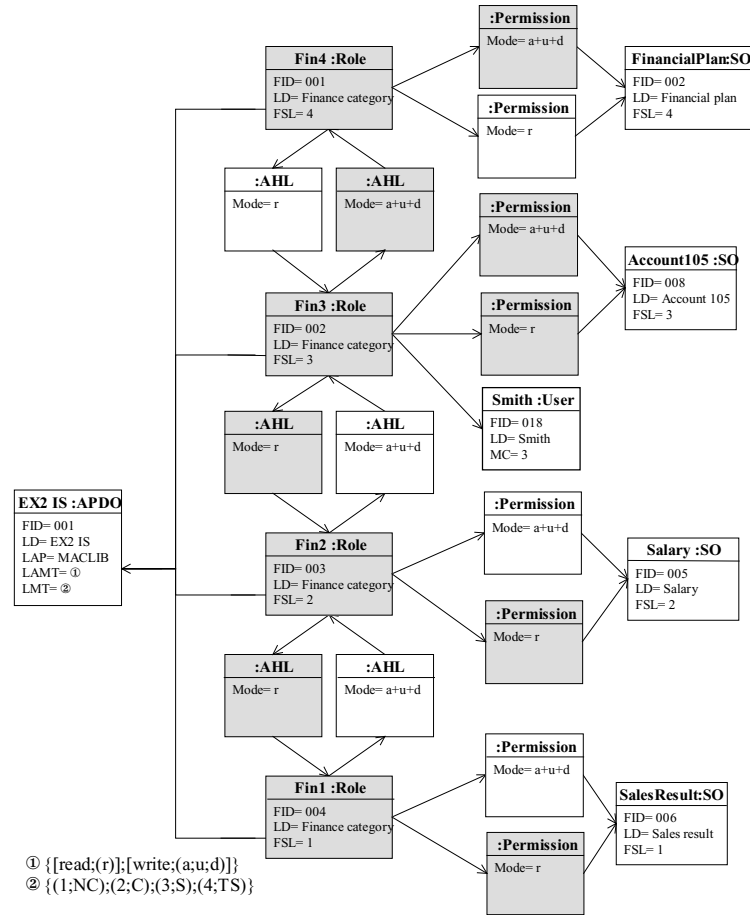 :Permission
Mode= a+u+d
Fin4 :Role
FID= 001
LD= Finance category
FSL= 4
FinancialPlan:SO
FID= 002
LD= Financial plan
FSL= 4
:Permission
Mode= r
:AHL
Mode= r
:AHL
Mode= a+u+d
:Permission
Mode= a+u+d
Account105 :SO
FID= 008
LD= Account 105
FSL= 3
Fin3 :Role
FID= 002
LD= Finance category
FSL= 3
:Permission
Mode= r
Smith :User
FID= 018
LD= Smith
MC= 3
:AHL
Mode= r
:AHL
Mode= a+u+d
EX2 IS :APDO
FID= 001
LD= EX2 IS
LAP= MACLIB
LAMT= ①
LMT= ②
:Permission
Mode= a+u+d
Fin2 :Role
FID= 003
LD= Finance category
FSL= 2
Salary :SO
FID= 005
LD= Salary
FSL= 2
:Permission
Mode= r
:AHL
Mode= r
:AHL
Mode= a+u+d
:Permission
Mode= a+u+d
Fin1 :Role
FID= 004
LD= Finance category
FSL= 1
SalesResult:SO
FID= 006
LD= Sales result
FSL= 1
:Permission
Mode= r
① {[read;(r)];[write;(a;u;d)]}
② {(1;NC);(2;C);(3;S);(4;TS)}